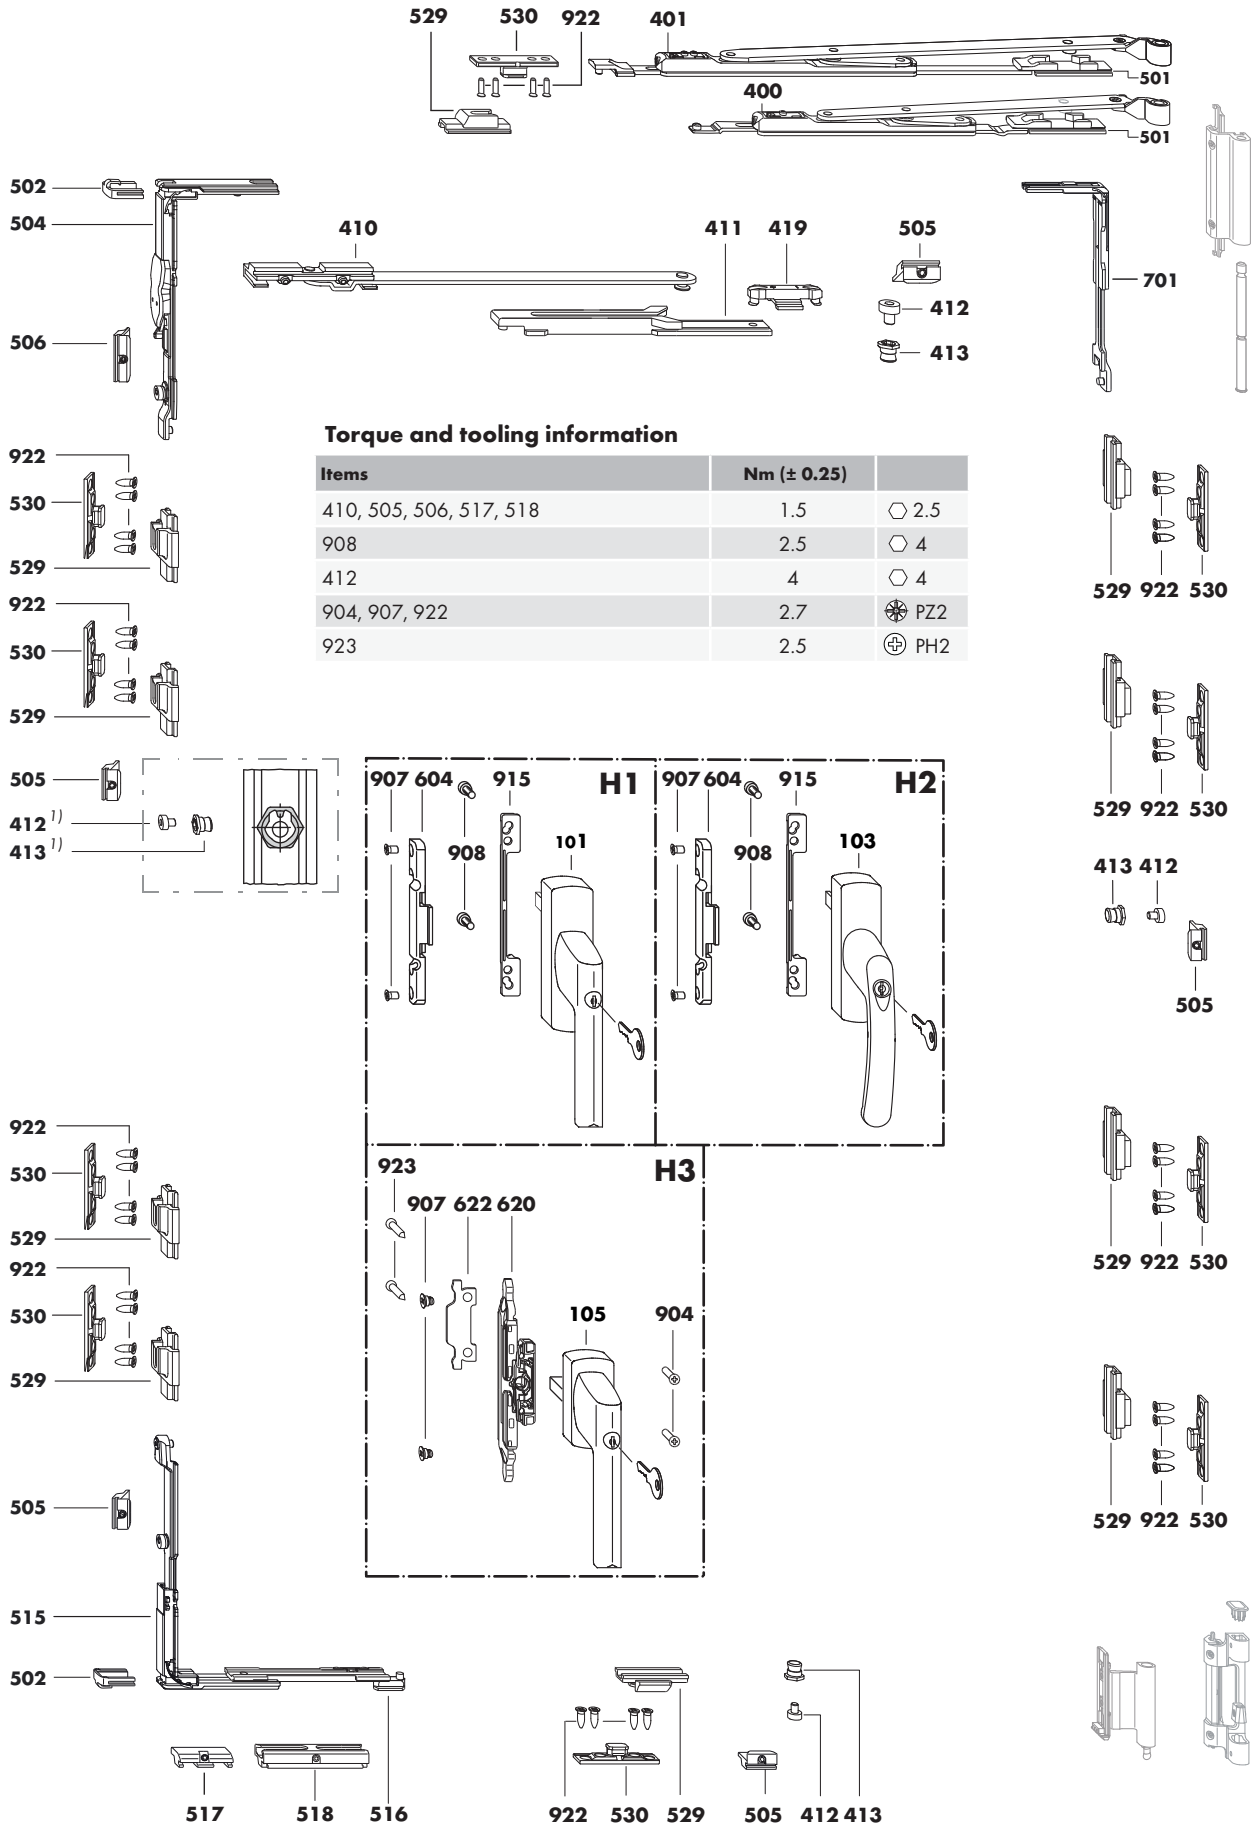 529 530 922 401
501
400
501
502
504
410 411 419 505
701
412
506
413
Torque and tooling information
Items Nm (± 0.25)
410, 505, 506, 517, 518 1.5 2.5
908 2.5 4
412 4 4
904, 907, 922 2.7 PZ2
923 2.5 PH2
922
530
529
529 922 530
922
530
529
529 922 530
505
412 1)
413 1)
907 604 915 H1
908 101
907 604 915 H2
908 103
413 412
505
922
530
529
922
530
529
923 H3
907 622 620
105 904
529 922 530
529 922 530
505
515
502
517 518 516
922 530 529 505 412 413